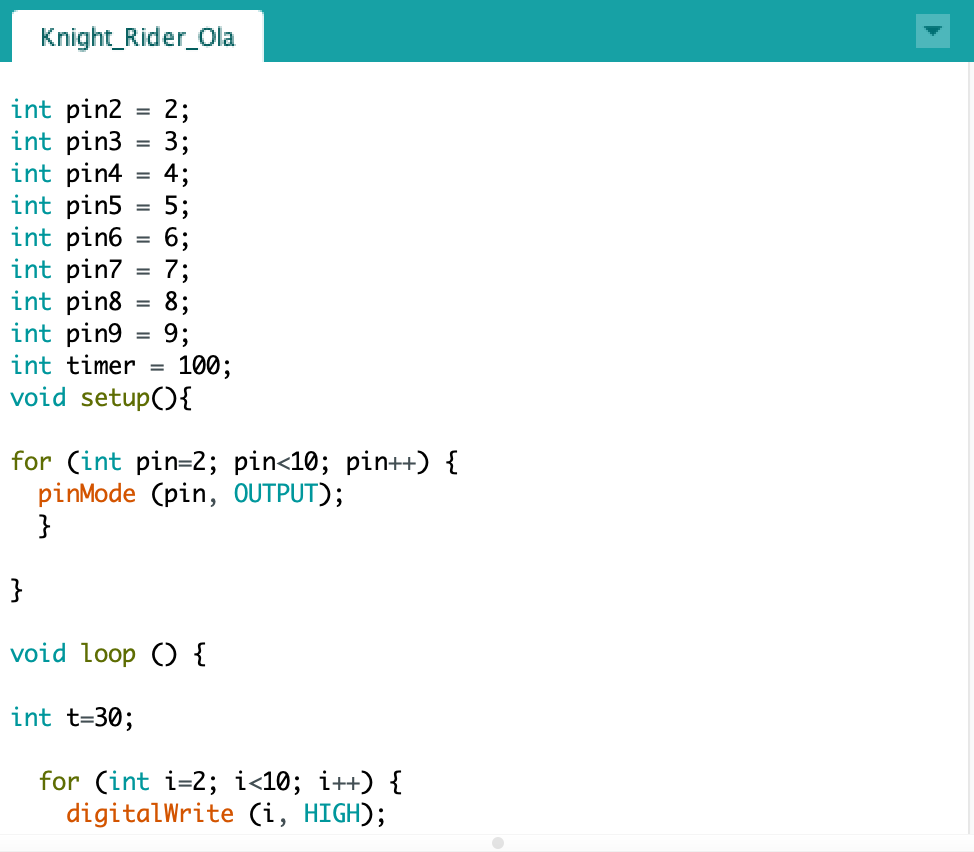 Knight_Rider_Ola
int pin2 = 2;
int pin3 = 3;
int pin4 = 4;
int pin5 = 5;
int pin6 = 6;
int pin7 = 7;
int pin8 = 8;
int pin9 = 9;
int timer = 100;
void setup(){
for (int pin=2; pin<10; pin++) {
pinMode (pin, OUTPUT);
}
}
void loop () {
int t=30;
for (int i=2; i<10; i++) {
digitalWrite (i, HIGH);